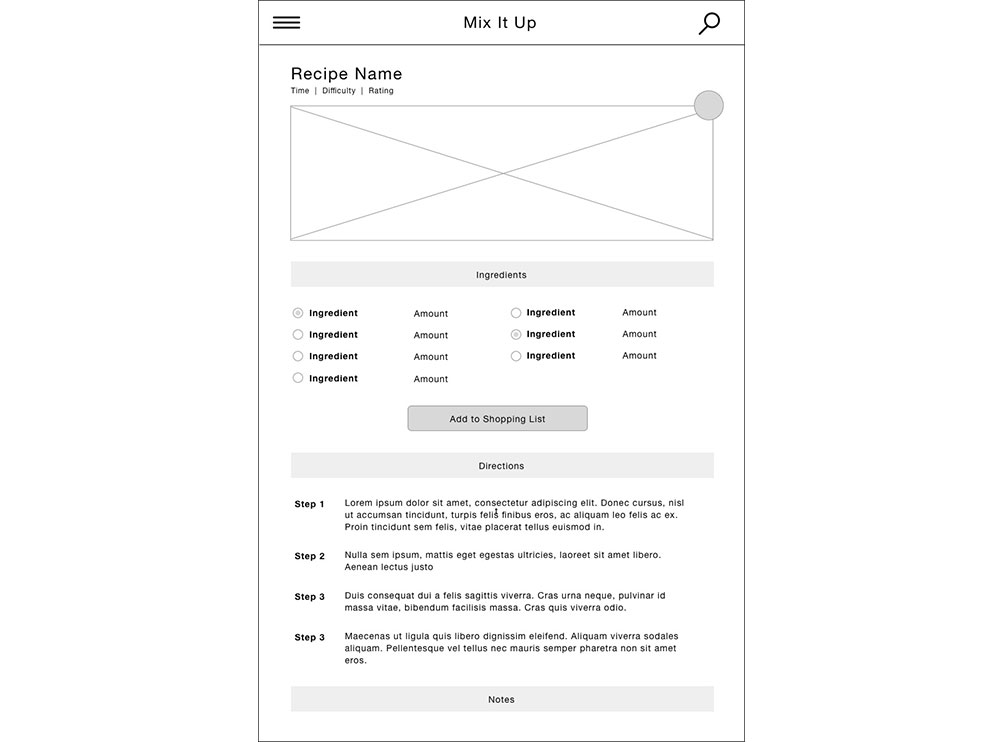 Mix It Up
Recipe Name
Time | Difficulty | Rating
Ingredients
Ingredient Amount Ingredient Amount
Ingredient Amount Ingredient Amount
Ingredient Amount Ingredient Amount
Ingredient Amount
Add to Shopping List
Directions
Step 1 Lorem ipsum dolor sit amet, consectetur adipiscing elit. Donec cursus, nisl
ut accumsan tincidunt, turpis felis finibus eros, ac aliquam leo felis ac ex.
Proin tincidunt sem felis, vitae placerat tellus euismod in.
Step 2 Nulla sem ipsum, mattis eget egestas ultricies, laoreet sit amet libero.
Aenean lectus justo
Step 3 Duis consequat dui a felis sagittis viverra. Cras urna neque, pulvinar id
massa vitae, bibendum facilisis massa. Cras quis viverra odio.
Step 3 Maecenas ut ligula quis libero dignissim eleifend. Aliquam viverra sodales
aliquam. Pellentesque vel tellus nec mauris semper pharetra non sit amet
eros.
Notes